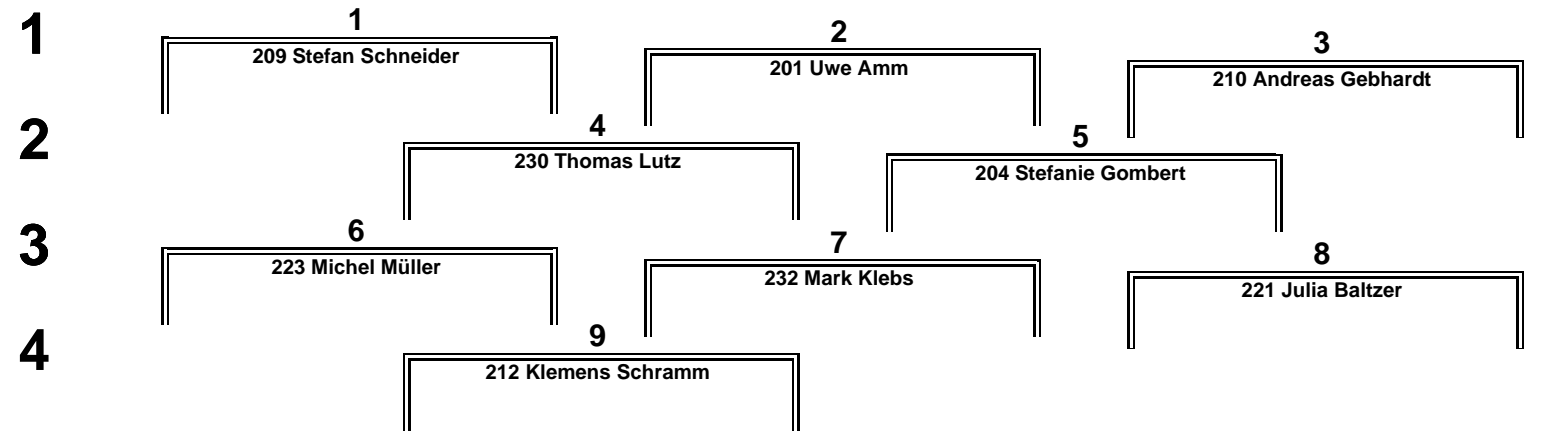 1
1
209 Stefan Schneider
2
201 Uwe Amm
3
210 Andreas Gebhardt
2
4
230 Thomas Lutz
5
204 Stefanie Gombert
3
6
223 Michel Müller
7
232 Mark Klebs
8
221 Julia Baltzer
4
9
212 Klemens Schramm